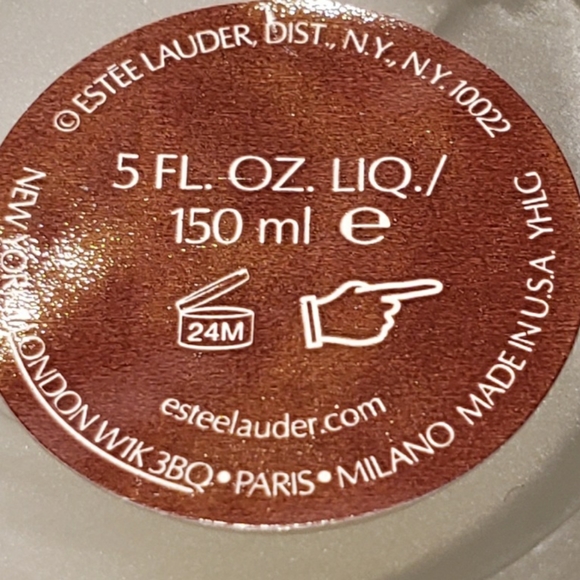 © ESTÉE LAUDER, DIST., N.Y., N.Y. 10022
5 FL. OZ. LIQ./
150 ml e
24M
esteelauder.com
NEW YORK LONDON W1K 3BQ • PARIS • MILANO MADE IN U.S.A. YHLG